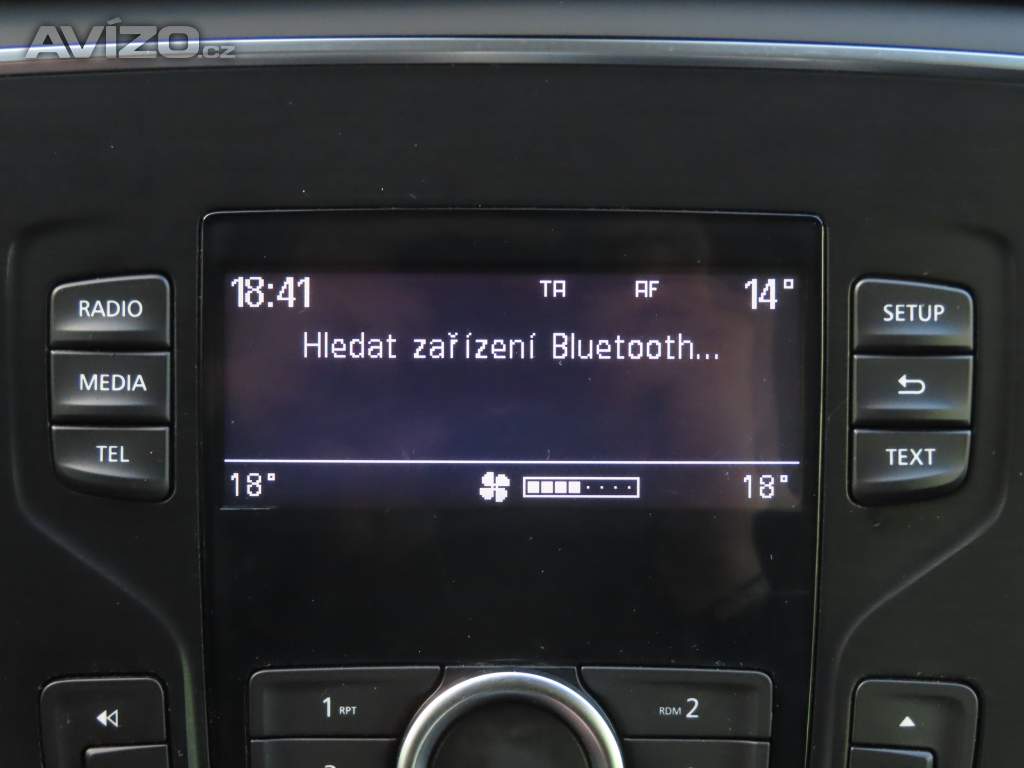 AVÍZO.cz
18:41 TA AF 14°
Hledat zařízení Bluetooth...
18° 18°
RADIO
MEDIA
TEL
SETUP
TEXT
1 RPT
RDM 2